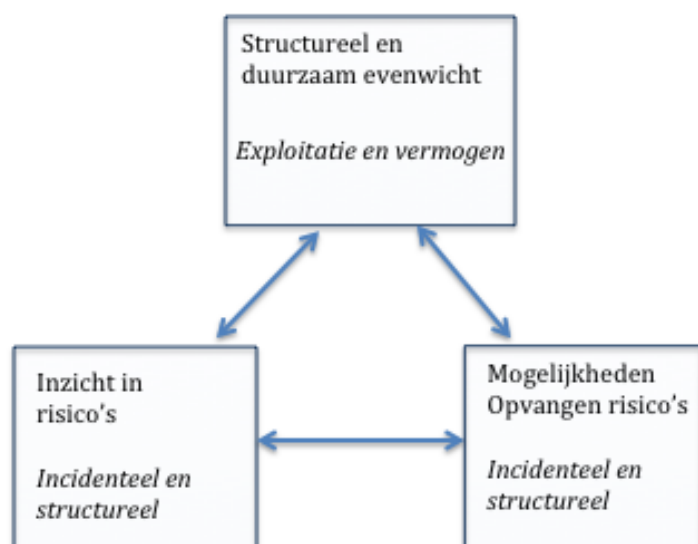 Structureel en
duurzaam evenwicht
Exploitatie en vermogen
Inzicht in
risico's
Incidenteel en
structureel
Mogelijkheden
Opvangen risico's
Incidenteel en
structureel